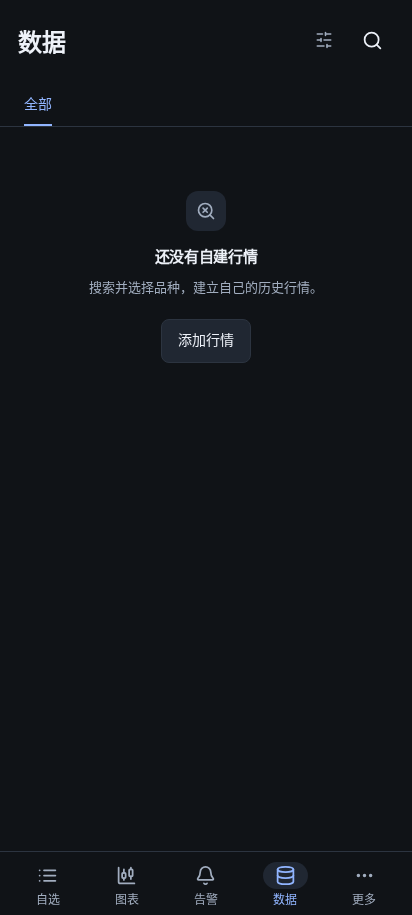 数据
全部
还没有自建行情
搜索并选择品种，建立自己的历史行情。
添加行情
自选
图表
告警
数据
更多